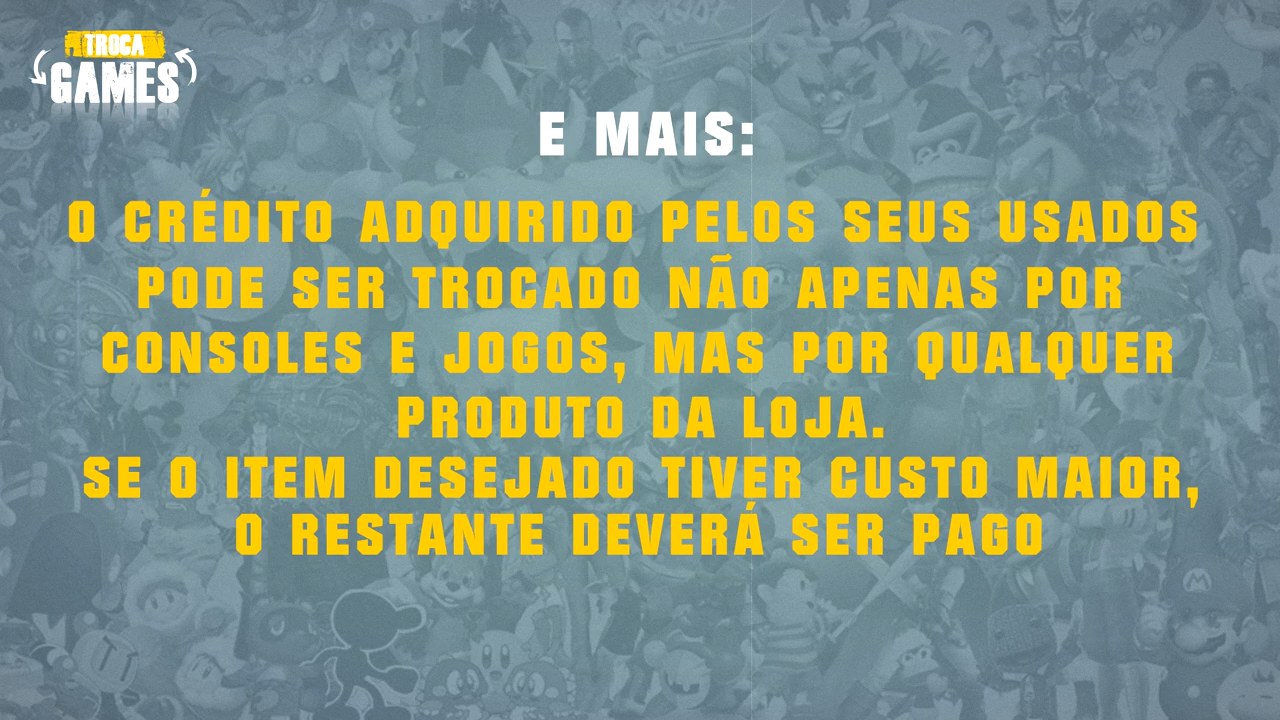 TROCA
GAMES
E MAIS:
O CRÉDITO ADQUIRIDO PELOS SEUS USADOS
PODE SER TROCADO NÃO APENAS POR
CONSOLES E JOGOS, MAS POR QUALQUER
PRODUTO DA LOJA.
SE O ITEM DESEJADO TIVER CUSTO MAIOR,
O RESTANTE DEVERÁ SER PAGO